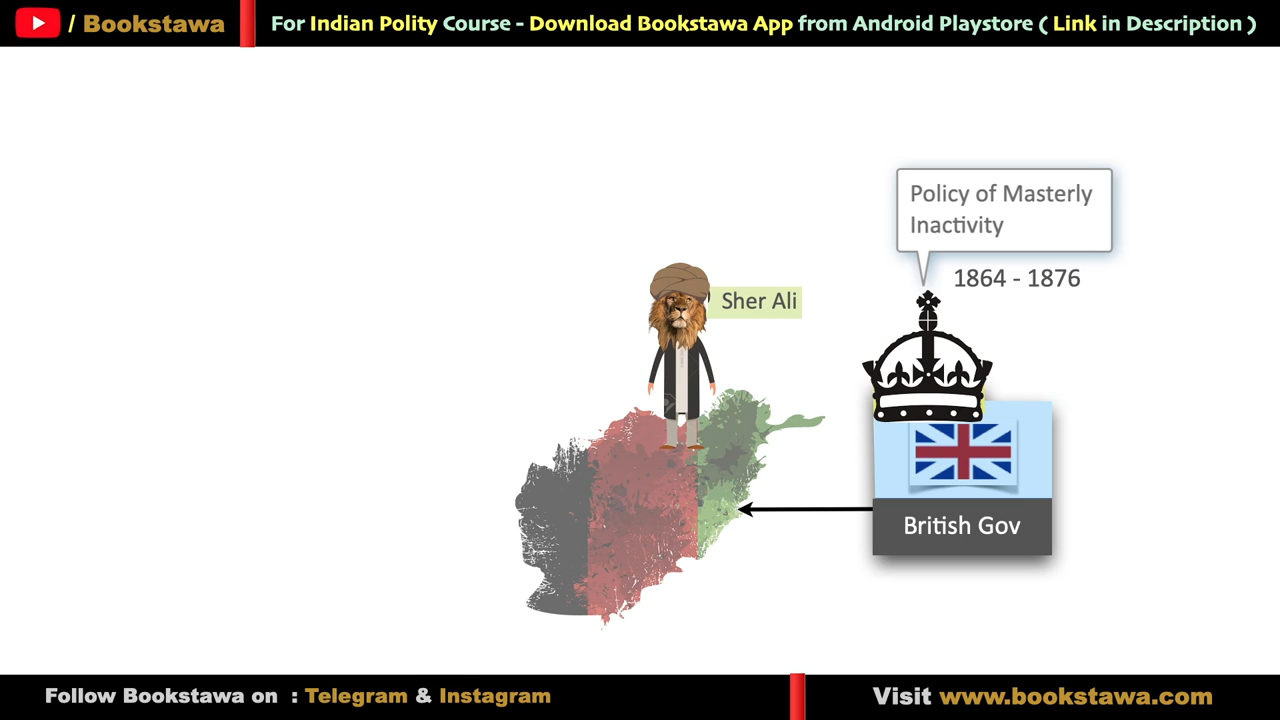 / Bookstawa
For Indian Polity Course - Download Bookstawa App from Android Playstore ( Link in Description )
Policy of Masterly
Inactivity
1864 - 1876
Sher Ali
British Gov
Follow Bookstawa on : Telegram & Instagram
Visit www.bookstawa.com